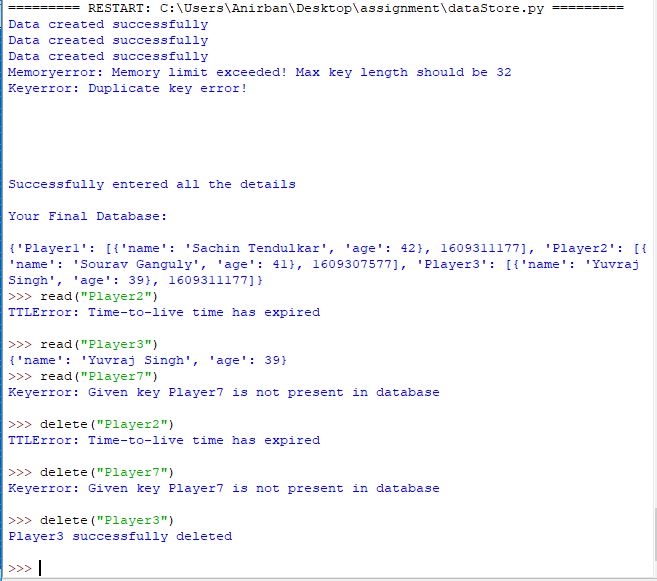 ========= RESTART: C:\Users\Anirban\Desktop\assignment\dataStore.py =========
Data created successfully
Data created successfully
Data created successfully
Memoryerror: Memory limit exceeded! Max key length should be 32
Keyerror: Duplicate key error!
Successfully entered all the details
Your Final Database:
{'Player1': [{'name': 'Sachin Tendulkar', 'age': 42}, 1609311177], 'Player2': [{
'name': 'Sourav Ganguly', 'age': 41}, 1609307577], 'Player3': [{'name': 'Yuvraj
Singh', 'age': 39}, 1609311177]}
>>> read("Player2")
TTLError: Time-to-live time has expired
>>> read("Player3")
{'name': 'Yuvraj Singh', 'age': 39}
>>> read("Player7")
Keyerror: Given key Player7 is not present in database
>>> delete("Player2")
TTLError: Time-to-live time has expired
>>> delete("Player7")
Keyerror: Given key Player7 is not present in database
>>> delete("Player3")
Player3 successfully deleted
>>>